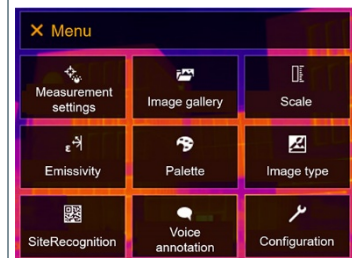 Menu
Measurement
settings
Image gallery
Scale
ε
Emissivity
Palette
Image type
SiteRecognition
Voice
annotation
Configuration